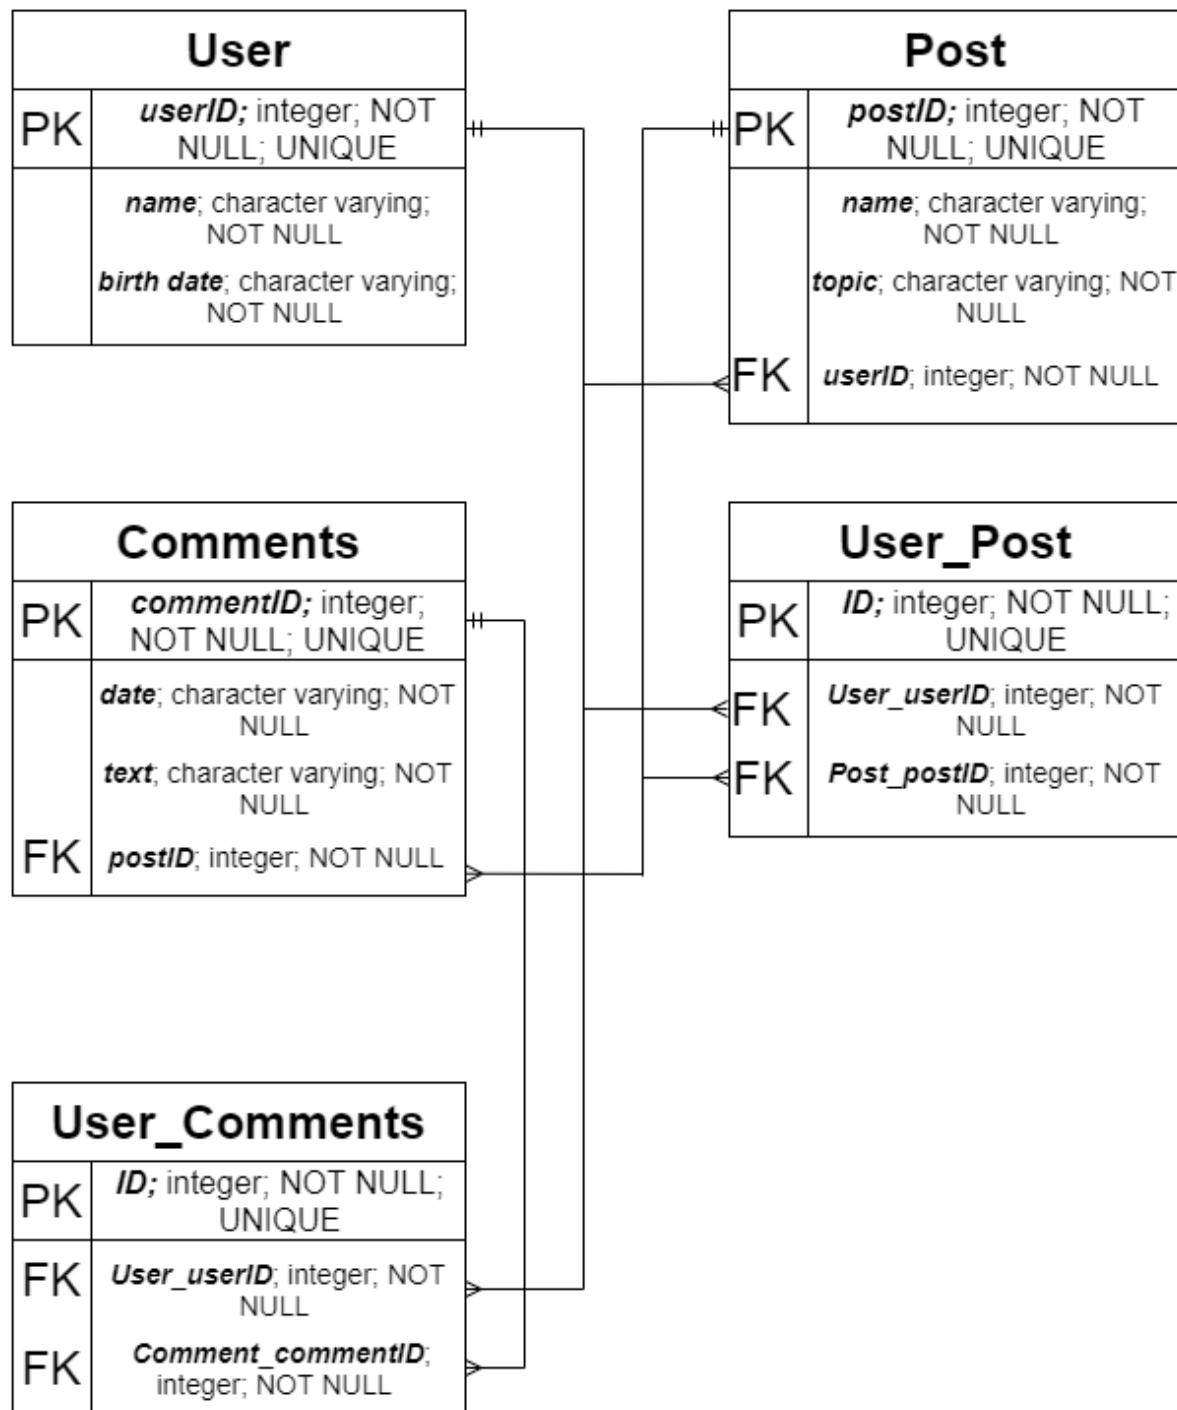 User
PK
userID; integer; NOT
NULL; UNIQUE
name; character varying;
NOT NULL
birth date; character varying;
NOT NULL
Post
PK
postID; integer; NOT
NULL; UNIQUE
name; character varying;
NOT NULL
topic; character varying; NOT
NULL
FK
userID; integer; NOT NULL
Comments
PK
commentID; integer;
NOT NULL; UNIQUE
date; character varying; NOT
NULL
text; character varying; NOT
NULL
FK
postID; integer; NOT NULL
User_Post
PK
ID; integer; NOT NULL;
UNIQUE
FK
User_userID; integer; NOT
NULL
FK
Post_postID; integer; NOT
NULL
User_Comments
PK
ID; integer; NOT NULL;
UNIQUE
FK
User_userID; integer; NOT
NULL
FK
Comment_commentID;
integer; NOT NULL